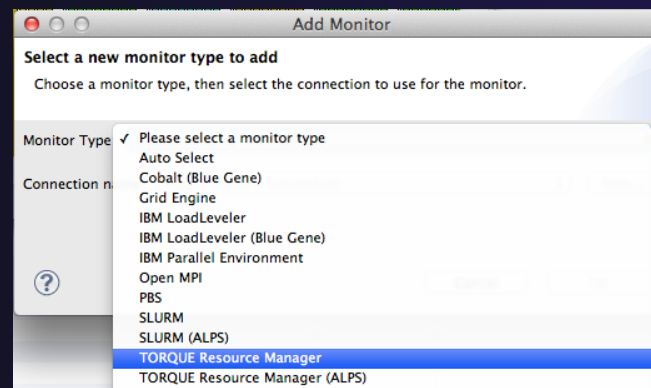 Add Monitor
Select a new monitor type to add
Choose a monitor type, then select the connection to use for the monitor.
Monitor Type
✓ Please select a monitor type
Auto Select
Cobalt (Blue Gene)
Connection n
Grid Engine
IBM LoadLeveler
IBM LoadLeveler (Blue Gene)
IBM Parallel Environment
Open MPI
?
PBS
SLURM
SLURM (ALPS)
TORQUE Resource Manager
TORQUE Resource Manager (ALPS)